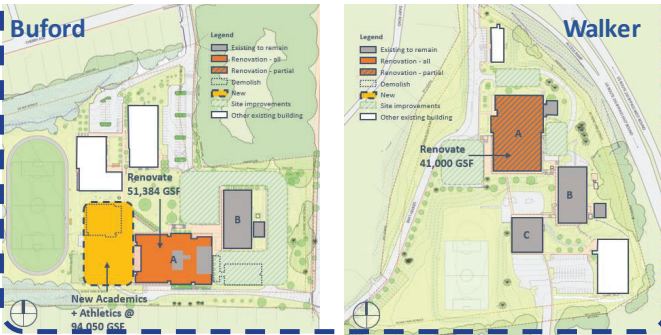 Buford
Legend
Existing to remain
Renovation - all
Renovation - partial
Demolish
New
Site improvements
Other existing building
Renovate
51,384 GSF
B
A
New Academics
+ Athletics @
94,050 GSF
Walker
Legend
Existing to remain
Renovation - all
Renovation - partial
Demolish
New
Site improvements
Other existing building
A
Renovate
41,000 GSF
B
C